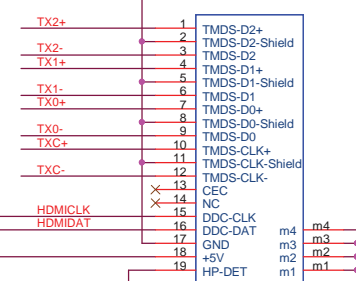 TX2+ 1 TMDS-D2+
2 TMDS-D2-Shield
TX2- 3 TMDS-D2
TX1+ 4 TMDS-D1+
5 TMDS-D1-Shield
TX1- 6 TMDS-D1
TX0+ 7 TMDS-D0+
8 TMDS-D0-Shield
TX0- 9 TMDS-D0
TXC+ 10 TMDS-CLK+
11 TMDS-CLK-Shield
TXC- 12 TMDS-CLK-
13 CEC
14 NC
HDMICLK 15 DDC-CLK
HDMIDAT 16 DDC-DAT m4 m4
17 GND m3 m3
18 +5V m2 m2
19 HP-DET m1 m1